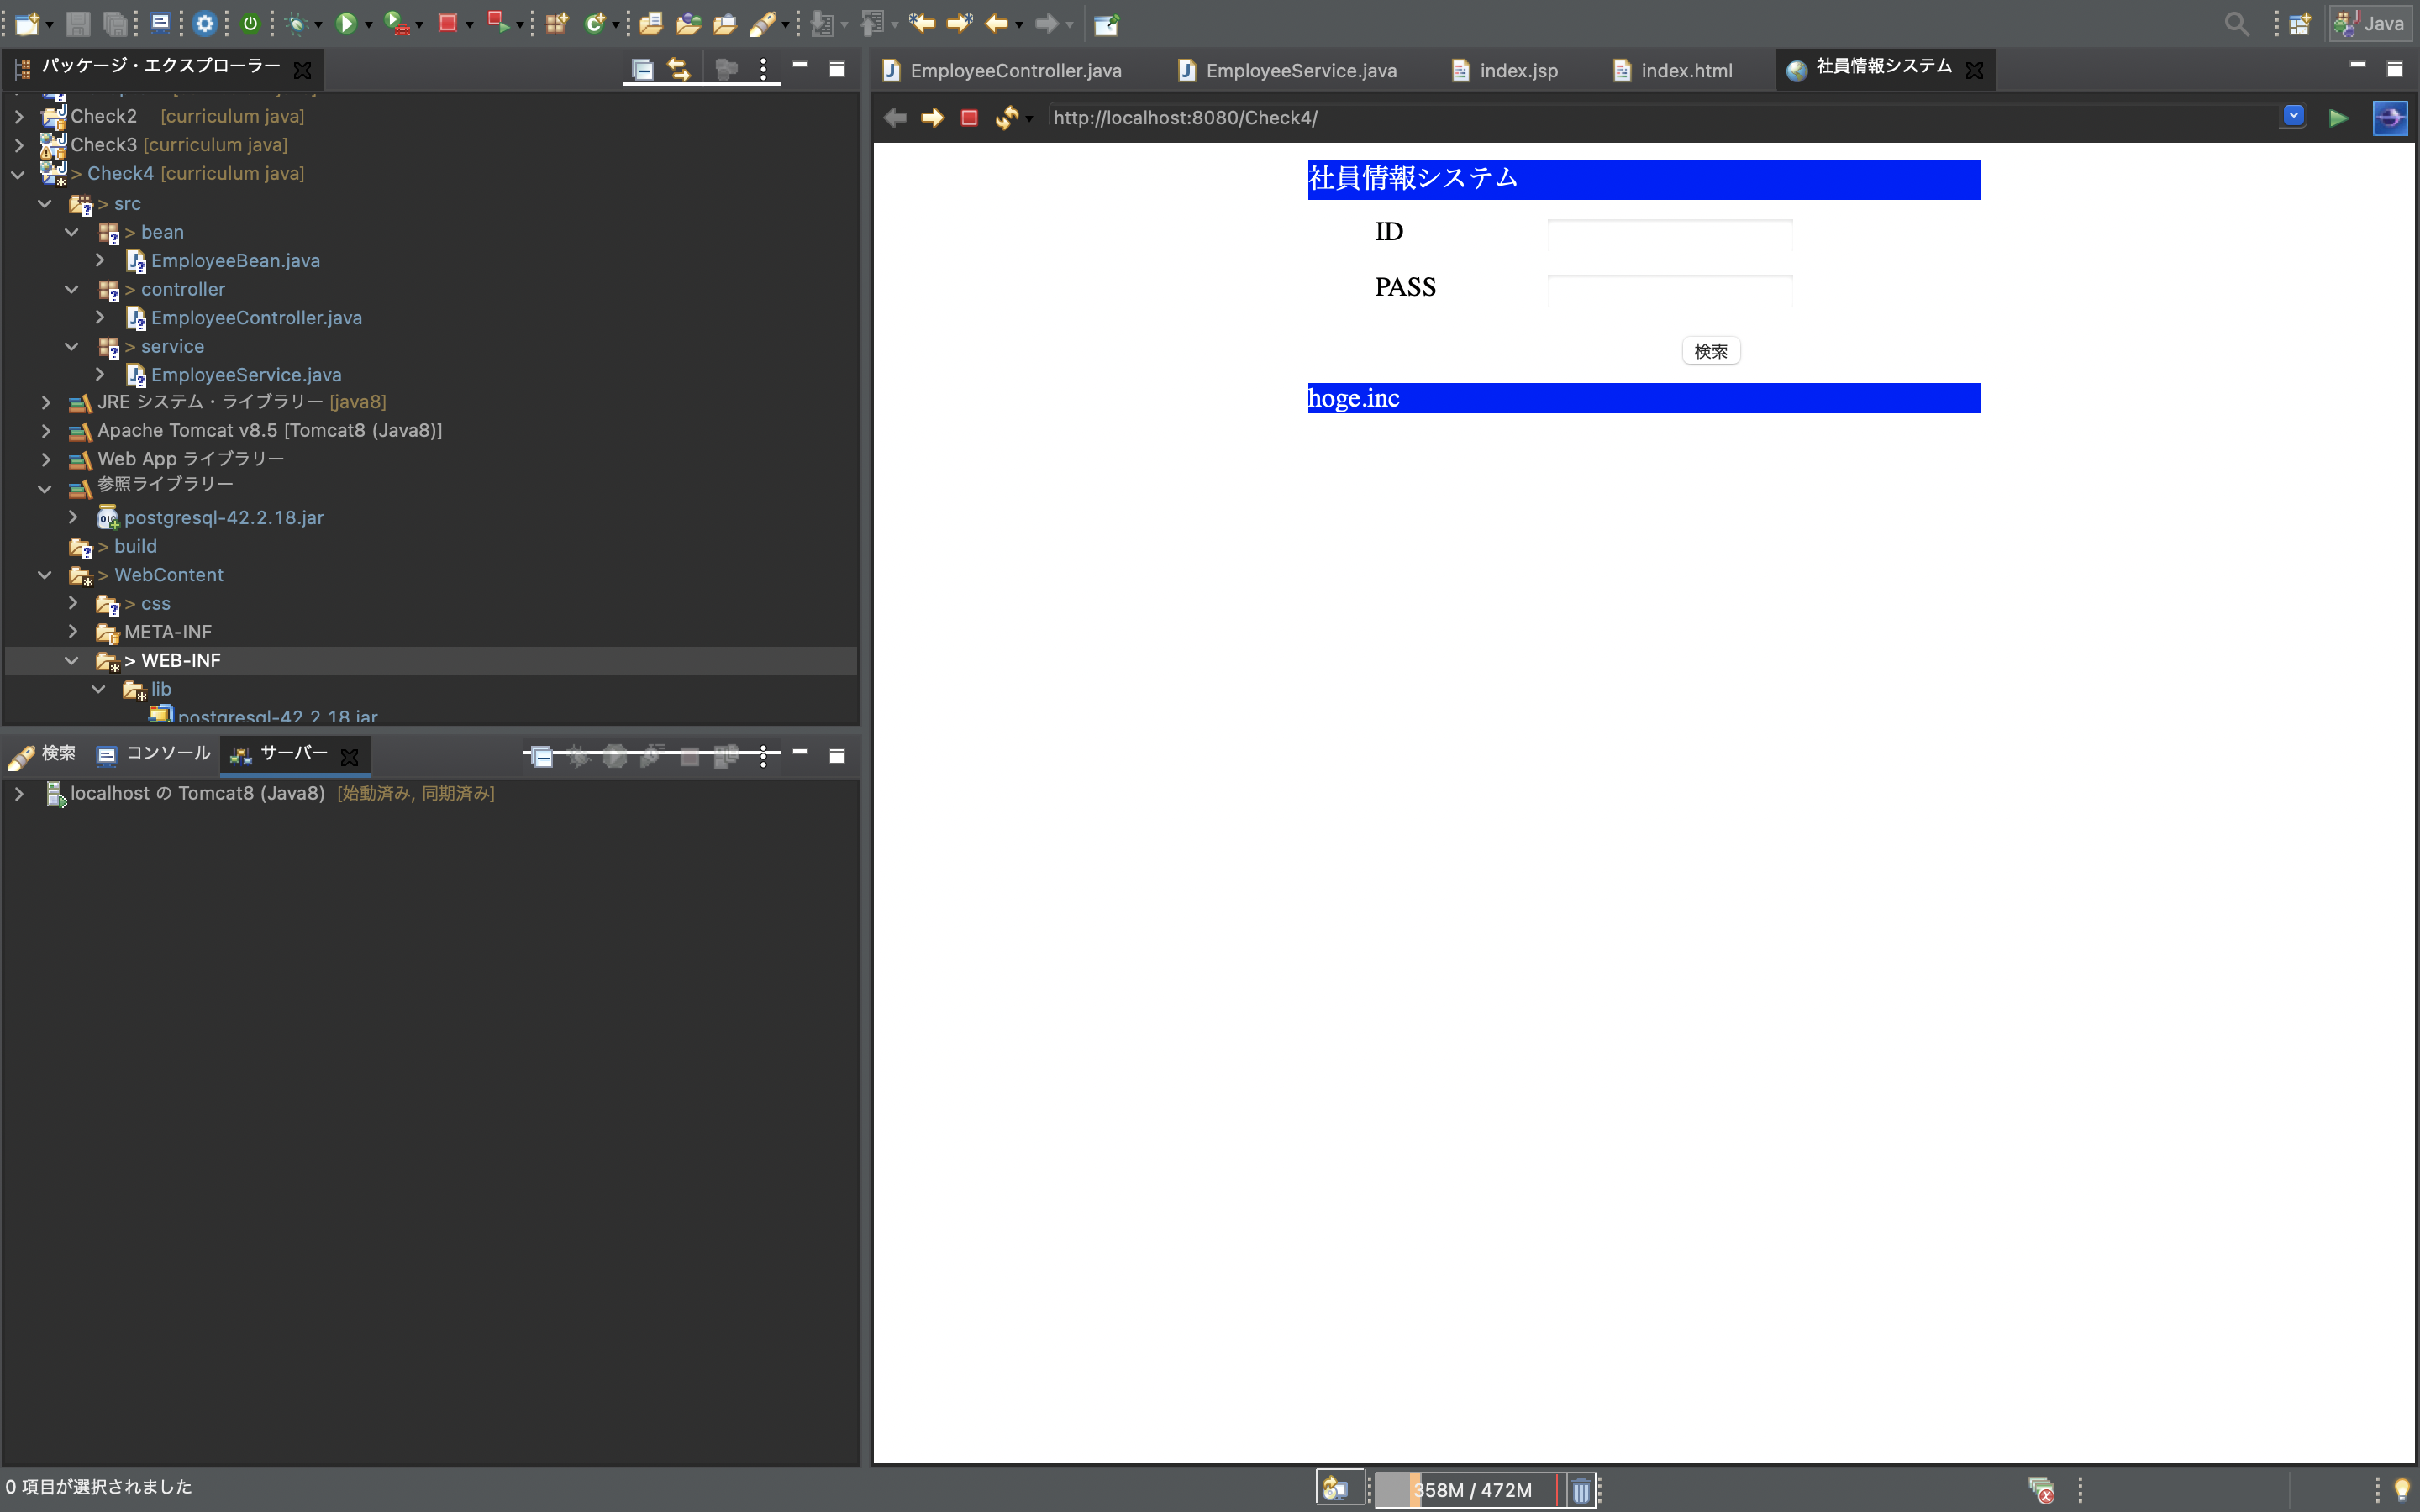 Java
パッケージ・エクスプローラー
Check2 [curriculum java]
Check3 [curriculum java]
> Check4 [curriculum java]
> src
> bean
EmployeeBean.java
> controller
EmployeeController.java
> service
EmployeeService.java
JRE システム・ライブラリー [java8]
Apache Tomcat v8.5 [Tomcat8 (Java8)]
Web App ライブラリー
参照ライブラリー
postgresql-42.2.18.jar
> build
> WebContent
> css
META-INF
> WEB-INF
lib
postgresql-42.2.18.jar
検索 コンソール サーバー
localhost の Tomcat8 (Java8) [始動済み, 同期済み]
EmployeeController.java EmployeeService.java index.jsp index.html 社員情報システム
http://localhost:8080/Check4/
社員情報システム
ID
PASS
検索
hoge.inc
0 項目が選択されました
358M / 472M